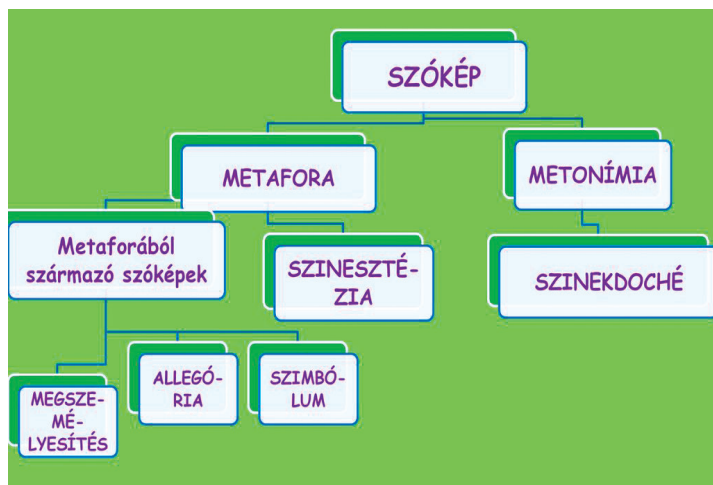 SZÓKÉP
METAFORA
METONÍMIA
Metaforából
származó szóképek
SZINESZTÉ-
ZIA
SZINEKDOCHÉ
MEGSZE-
MÉ-
LYESÍTÉS
ALLEGÓ-
RIA
SZIMBÓ-
LUM